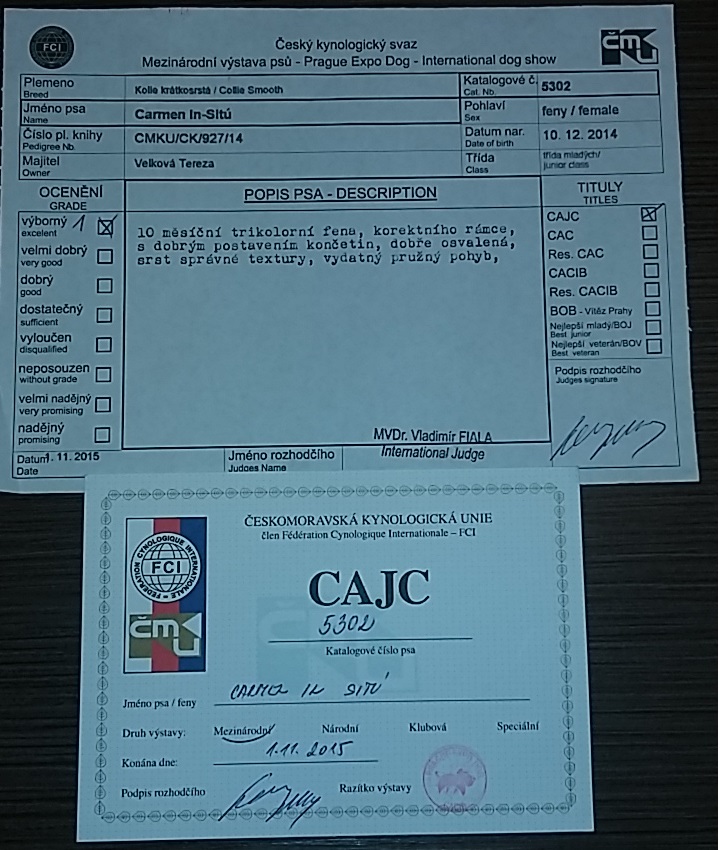 FCI
Český kynologický svaz
Mezinárodní výstava psů - Prague Expo Dog - International dog show
čmku
Plemeno
Breed
Kolie krátkosrstá / Collie Smooth
Katalogové č.
Cat. Nb.
5302
Jméno psa
Name
Carmen In-Sitú
Pohlaví
Sex
feny / female
Číslo pl. knihy
Pedigree Nb.
CMKU/CK/927/14
Datum nar.
Date of birth
10. 12. 2014
Majitel
Owner
Velková Tereza
Třída
Class
třída mladých/
junior class
OCENĚNÍ
GRADE
výborný 1
excelent
velmi dobrý
very good
dobrý
good
dostatečný
sufficient
vyloučen
disqualified
neposouzen
without grade
velmi nadějný
very promising
nadějný
promising
POPIS PSA - DESCRIPTION
10 měsíční trikolorní fena, korektního rámce,
s dobrým postavením končetin, dobře osvalená,
srst správné textury, vydatný pružný pohyb,
TITULY
TITLES
CAJC
CAC
Res. CAC
CACIB
Res. CACIB
BOB - Vítěz Prahy
Nejlepší mladý/BOJ
Best junior
Nejlepší veterán/BOV
Best veteran
Podpis rozhodčího
Judges signature
Datum 1. 11. 2015
Date
Jméno rozhodčího
Judges Name
MVDr. Vladimír FIALA
International Judge
FEDERATION CYNOLOGIQUE INTERNATIONALE
FCI
čmku
ČESKOMORAVSKÁ KYNOLOGICKÁ UNIE
člen Fédération Cynologique Internationale – FCI
CAJC
5302
Katalogové číslo psa
Jméno psa / feny CARMEN IN SITÚ
Druh výstavy: Mezinárodní Národní Klubová Speciální
Konána dne: 1.11. 2015
Podpis rozhodčího
Razítko výstavy